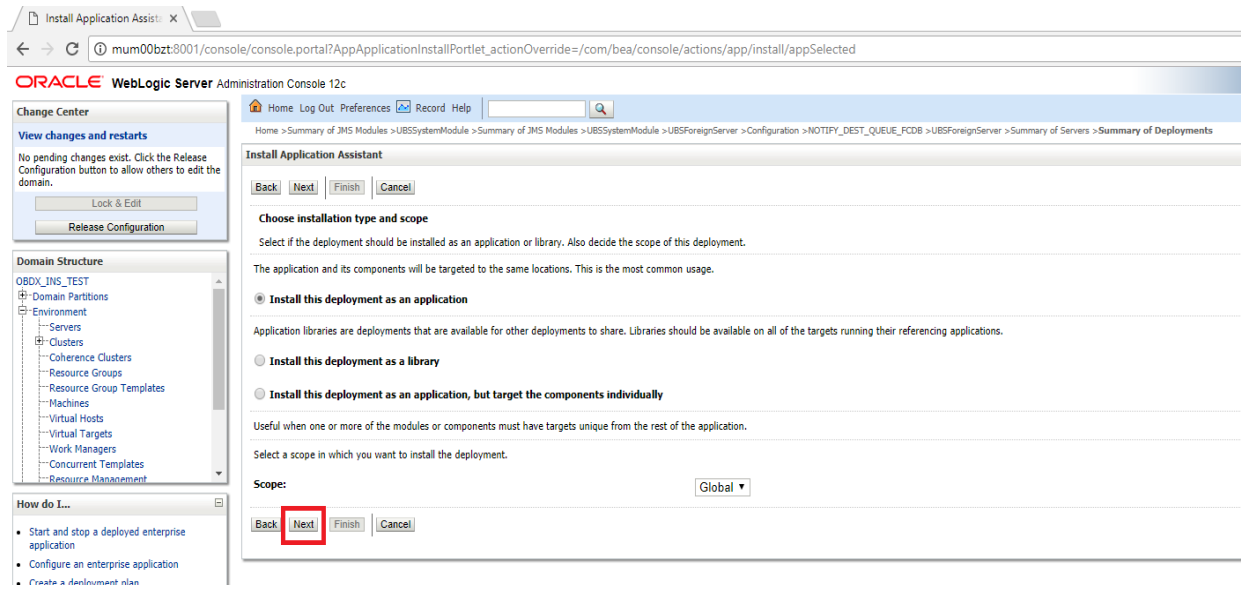 Install Application Assista
mum00bzt:8001/console/console.portal?AppApplicationInstallPortlet_actionOverride=/com/bea/console/actions/app/install/appSelected
ORACLE WebLogic Server Administration Console 12c
Change Center
View changes and restarts
No pending changes exist. Click the Release
Configuration button to allow others to edit the
domain.
Lock & Edit
Release Configuration
Domain Structure
OBDX_INS_TEST
Domain Partitions
Environment
Servers
Clusters
Coherence Clusters
Resource Groups
Resource Group Templates
Machines
Virtual Hosts
Virtual Targets
Work Managers
Concurrent Templates
Resource Management
How do I...
Start and stop a deployed enterprise
application
Configure an enterprise application
Create a deployment plan
Home Log Out Preferences Record Help
Home >Summary of JMS Modules >UBSSystemModule >Summary of JMS Modules >UBSSystemModule >UBSForeignServer >Configuration >NOTIFY_DEST_QUEUE_FCDB >UBSForeignServer >Summary of Servers >Summary of Deployments
Install Application Assistant
Back Next Finish Cancel
Choose installation type and scope
Select if the deployment should be installed as an application or library. Also decide the scope of this deployment.
The application and its components will be targeted to the same locations. This is the most common usage.
Install this deployment as an application
Application libraries are deployments that are available for other deployments to share. Libraries should be available on all of the targets running their referencing applications.
Install this deployment as a library
Install this deployment as an application, but target the components individually
Useful when one or more of the modules or components must have targets unique from the rest of the application.
Select a scope in which you want to install the deployment.
Scope: Global
Back Next Finish Cancel